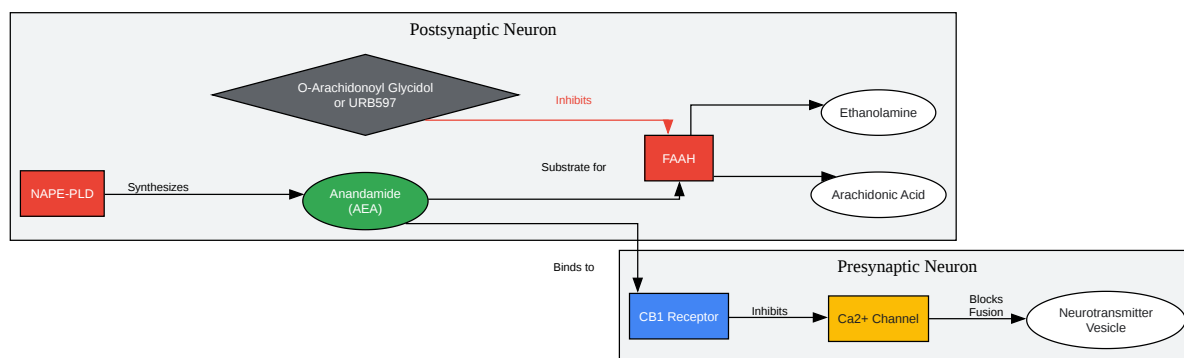 Postsynaptic Neuron
O-Arachidonoyl Glycidol
or URB597
Inhibits
Ethanolamine
FAAH
Substrate for
NAPE-PLD
Synthesizes
Anandamide
(AEA)
Arachidonic Acid
Binds to
Presynaptic Neuron
CB1 Receptor
Inhibits
Ca2+ Channel
Blocks
Fusion
Neurotransmitter
Vesicle